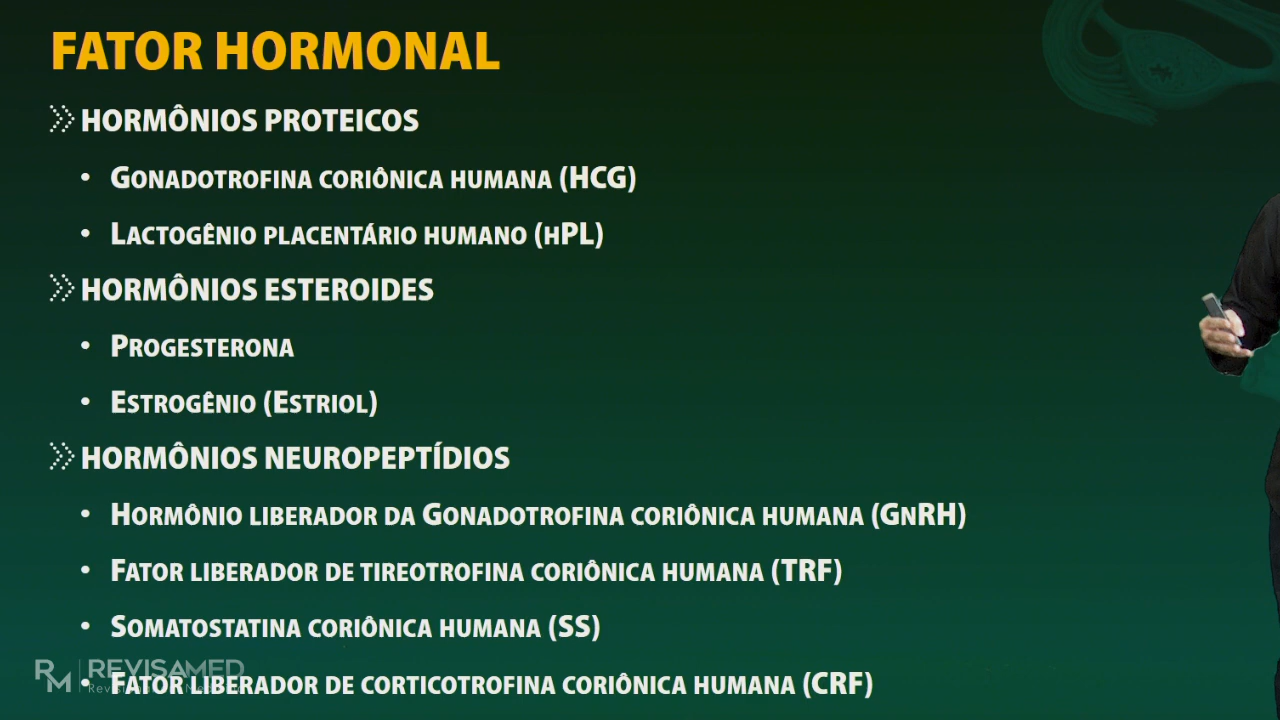 FATOR HORMONAL
HORMÔNIOS PROTEICOS
• GONADOTROFINA CORIÔNICA HUMANA (HCG)
• LACTOGÊNIO PLACENTÁRIO HUMANO (HPL)
HORMÔNIOS ESTEROIDES
• PROGESTERONA
• ESTROGÊNIO (ESTRIOL)
HORMÔNIOS NEUROPEPTÍDIOS
• HORMÔNIO LIBERADOR DA GONADOTROFINA CORIÔNICA HUMANA (GNRH)
• FATOR LIBERADOR DE TIREOTROFINA CORIÔNICA HUMANA (TRF)
• SOMATOSTATINA CORIÔNICA HUMANA (SS)
• FATOR LIBERADOR DE CORTICOTROFINA CORIÔNICA HUMANA (CRF)
RM REVISAMED